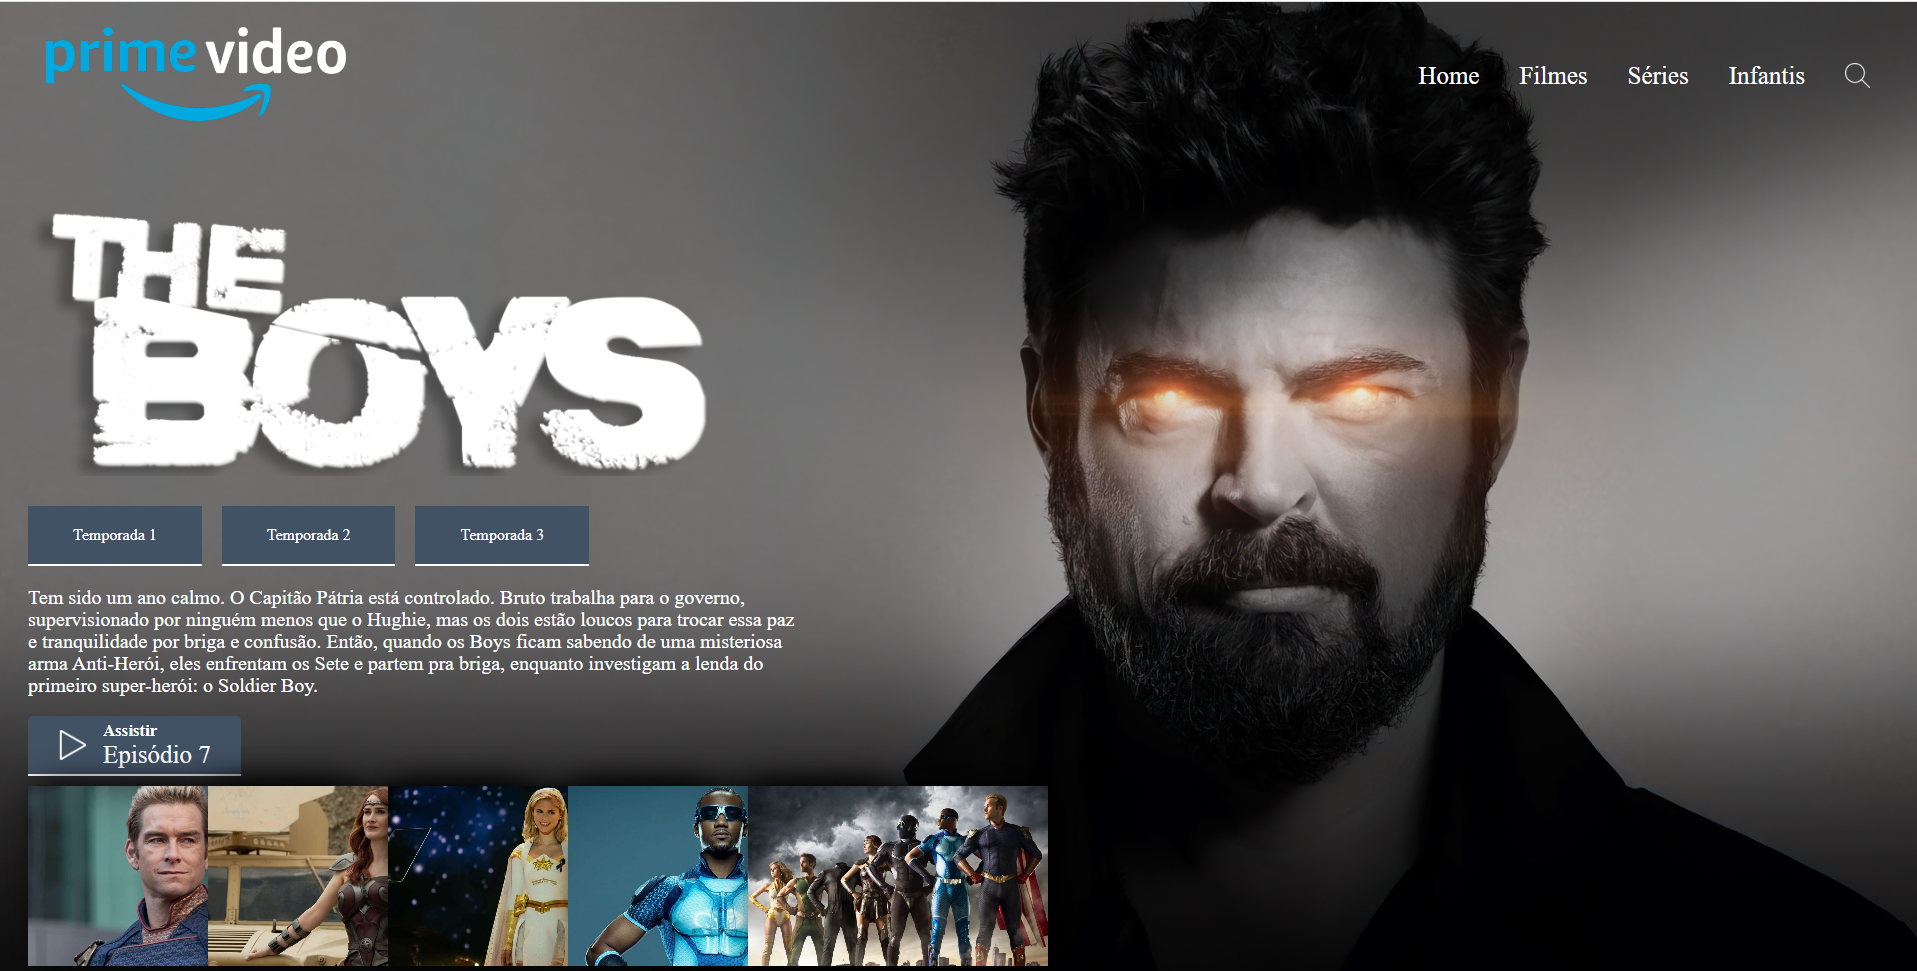 prime video
Home Filmes Séries Infantis
THE
BOYS
Temporada 1 Temporada 2 Temporada 3
Tem sido um ano calmo. O Capitão Pátria está controlado. Bruto trabalha para o governo,
supervisionado por ninguém menos que o Hughie, mas os dois estão loucos para trocar essa paz
e tranquilidade por briga e confusão. Então, quando os Boys ficam sabendo de uma misteriosa
arma Anti-Herói, eles enfrentam os Sete e partem pra briga, enquanto investigam a lenda do
primeiro super-herói: o Soldier Boy.
Assistir
Episódio 7